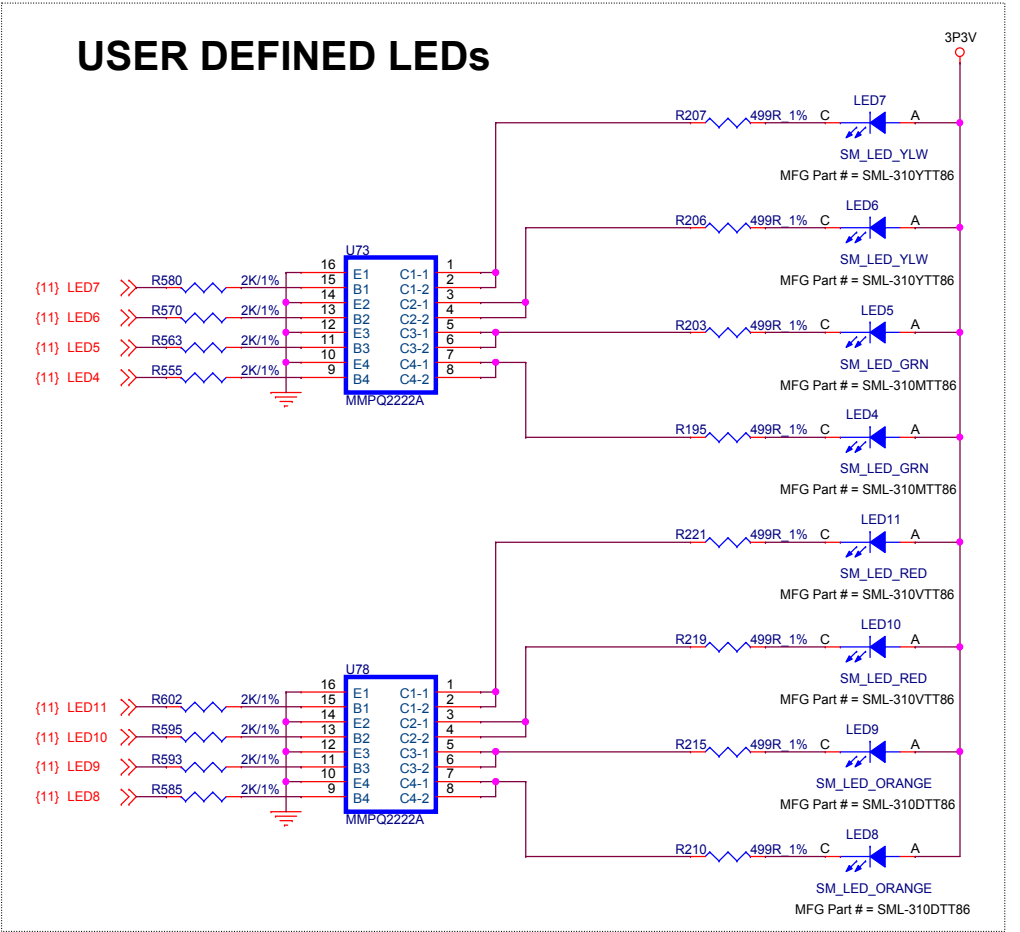 USER DEFINED LEDs
3P3V
LED7
R207 499R_1% C A
SM_LED_YLW
MFG Part # = SML-310YTT86
LED6
R206 499R_1% C A
SM_LED_YLW
MFG Part # = SML-310YTT86
U73
16 E1 C1-1 1
{11} LED7 R580 2K/1% 15 B1 C1-2 2
14 E2 C2-1 3
{11} LED6 R570 2K/1% 13 B2 C2-2 4
12 E3 C3-1 5
{11} LED5 R563 2K/1% 11 B3 C3-2 6
10 E4 C4-1 7
{11} LED4 R555 2K/1% 9 B4 C4-2 8
MMPQ2222A
LED5
R203 499R_1% C A
SM_LED_GRN
MFG Part # = SML-310MTT86
LED4
R195 499R_1% C A
SM_LED_GRN
MFG Part # = SML-310MTT86
LED11
R221 499R_1% C A
SM_LED_RED
MFG Part # = SML-310VTT86
LED10
R219 499R_1% C A
SM_LED_RED
MFG Part # = SML-310VTT86
U78
16 E1 C1-1 1
{11} LED11 R602 2K/1% 15 B1 C1-2 2
14 E2 C2-1 3
{11} LED10 R595 2K/1% 13 B2 C2-2 4
12 E3 C3-1 5
{11} LED9 R593 2K/1% 11 B3 C3-2 6
10 E4 C4-1 7
{11} LED8 R585 2K/1% 9 B4 C4-2 8
MMPQ2222A
LED9
R215 499R_1% C A
SM_LED_ORANGE
MFG Part # = SML-310DTT86
LED8
R210 499R_1% C A
SM_LED_ORANGE
MFG Part # = SML-310DTT86